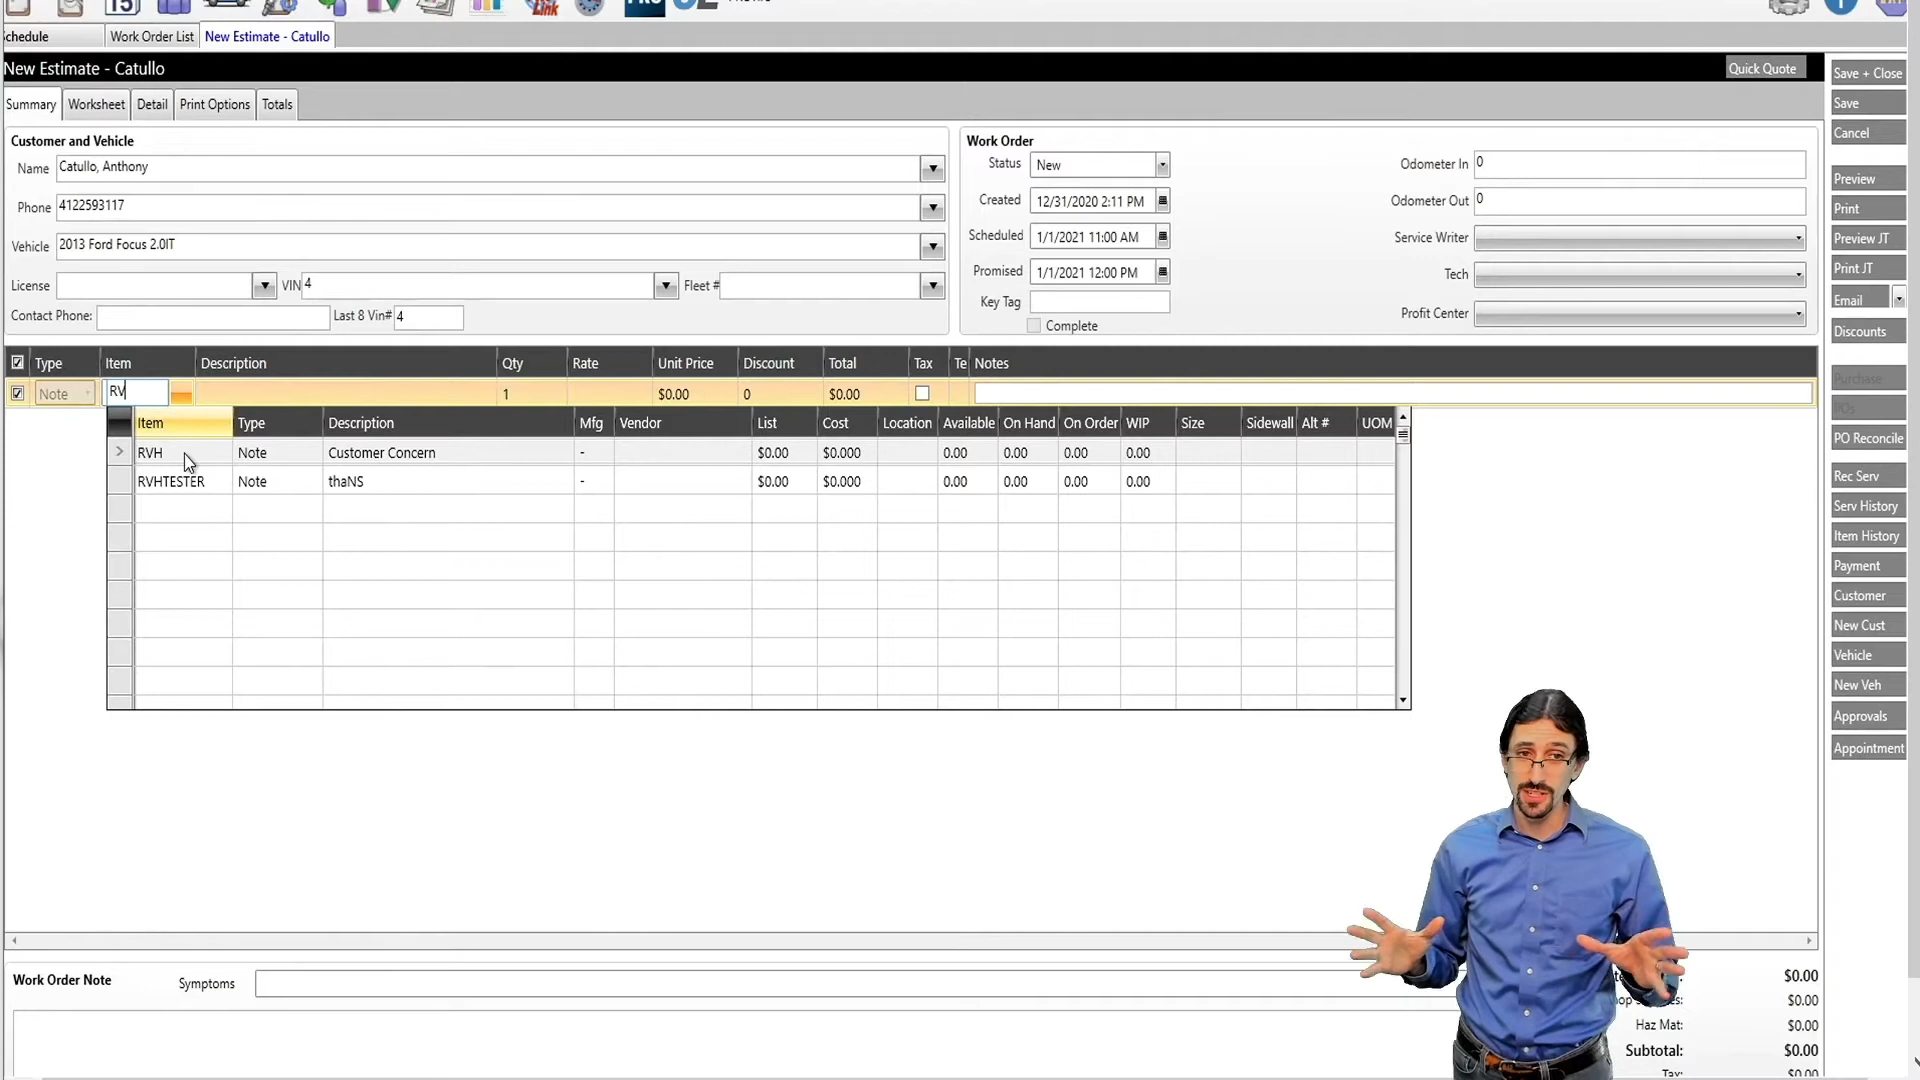 15
Link
Schedule
Work Order List
New Estimate - Catullo
New Estimate - Catullo
Quick Quote
Save + Close
Summary
Worksheet
Detail
Print Options
Totals
Save
Cancel
Customer and Vehicle
Name
Catullo, Anthony
Phone
4122593117
Vehicle
2013 Ford Focus 2.0IT
License
VIN
4
Fleet #
Contact Phone:
Last 8 Vin#
4
Work Order
Status
New
Created
12/31/2020 2:11 PM
Scheduled
1/1/2021 11:00 AM
Promised
1/1/2021 12:00 PM
Key Tag
Complete
Odometer In
0
Odometer Out
0
Service Writer
Tech
Profit Center
Preview
Print
Preview JT
Print JT
Email
Discounts
Purchase
POs
PO Reconcile
Rec Serv
Serv History
Item History
Payment
Customer
New Cust
Vehicle
New Veh
Approvals
Appointment
Type Item Description Qty Rate Unit Price Discount Total Tax Te Notes
Note RV 1 $0.00 0 $0.00
Item Type Description Mfg Vendor List Cost Location Available On Hand On Order WIP Size Sidewall Alt # UOM
> RVH Note Customer Concern - $0.00 $0.000 0.00 0.00 0.00 0.00
RVHTESTER Note thaNS - $0.00 $0.000 0.00 0.00 0.00 0.00
Work Order Note
Symptoms
$0.00
$0.00
Haz Mat: $0.00
Subtotal: $0.00
Tax: $0.00